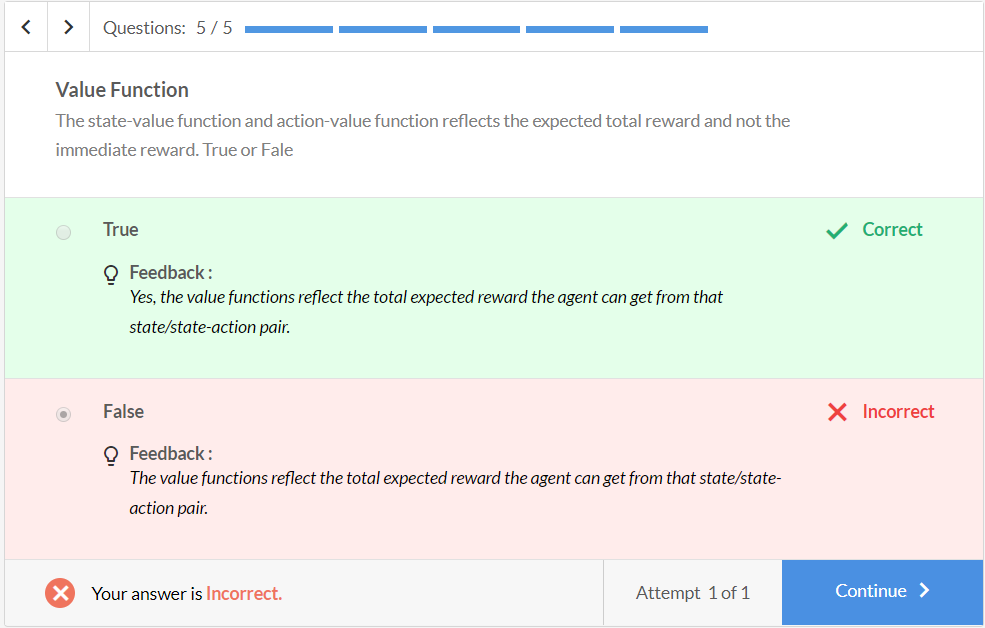 Questions: 5 / 5
Value Function
The state-value function and action-value function reflects the expected total reward and not the
immediate reward. True or Fale
True
Correct
Feedback :
Yes, the value functions reflect the total expected reward the agent can get from that
state/state-action pair.
False
Incorrect
Feedback :
The value functions reflect the total expected reward the agent can get from that state/state-
action pair.
Your answer is Incorrect.
Attempt 1 of 1
Continue